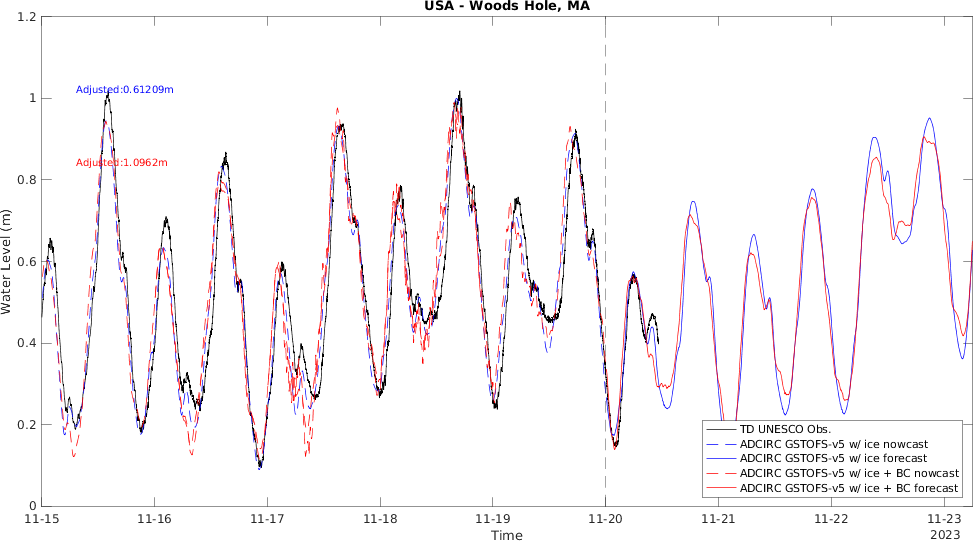 USA - Woods Hole, MA
1.2
1
0.8
0.6
0.4
0.2
0
Water Level (m)
Adjusted:0.61209m
Adjusted:1.0962m
TD UNESCO Obs.
ADCIRC GSTOFS-v5 w/ ice nowcast
ADCIRC GSTOFS-v5 w/ ice forecast
ADCIRC GSTOFS-v5 w/ ice + BC nowcast
ADCIRC GSTOFS-v5 w/ ice + BC forecast
11-15 11-16 11-17 11-18 11-19 11-20 11-21 11-22 11-23
Time
2023